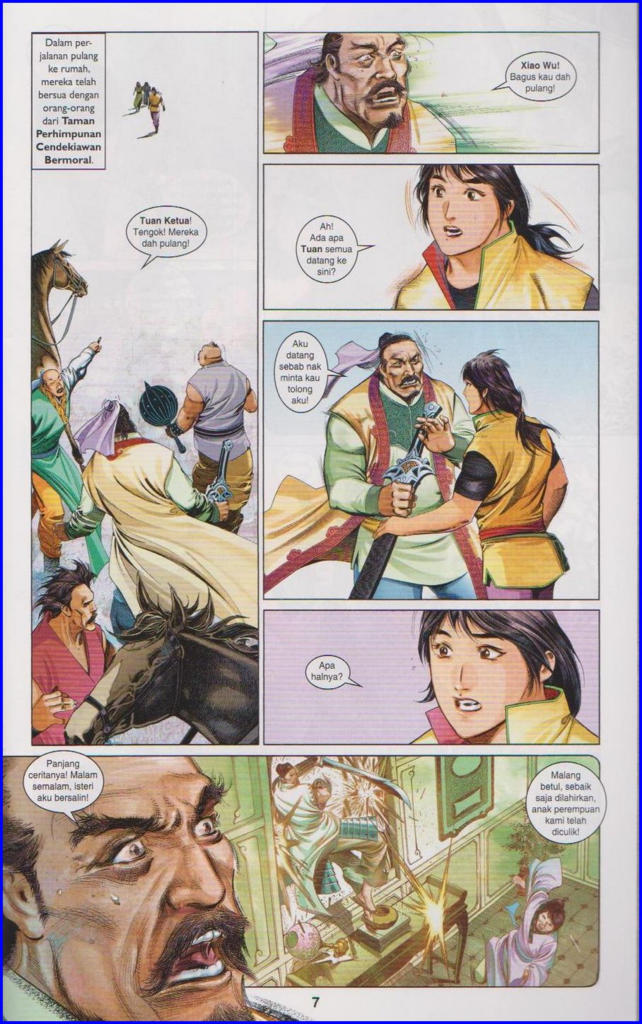 Dalam per-
jalanan pulang
ke rumah,
mereka telah
bersua dengan
orang-orang
dari Taman
Perhimpunan
Cendekiawan
Bermoral.
Tuan Ketua!
Tengok! Mereka
dah pulang!
Xiao Wu!
Bagus kau dah
pulang!
Ah!
Ada apa
Tuan semua
datang ke
sini?
Aku
datang
sebab nak
minta kau
tolong
aku!
Apa
halnya?
Panjang
ceritanya! Malam
semalam, isteri
aku bersalin!
Malang
betul, sebaik
saja dilahirkan,
anak perempuan
kami telah
diculik!
7